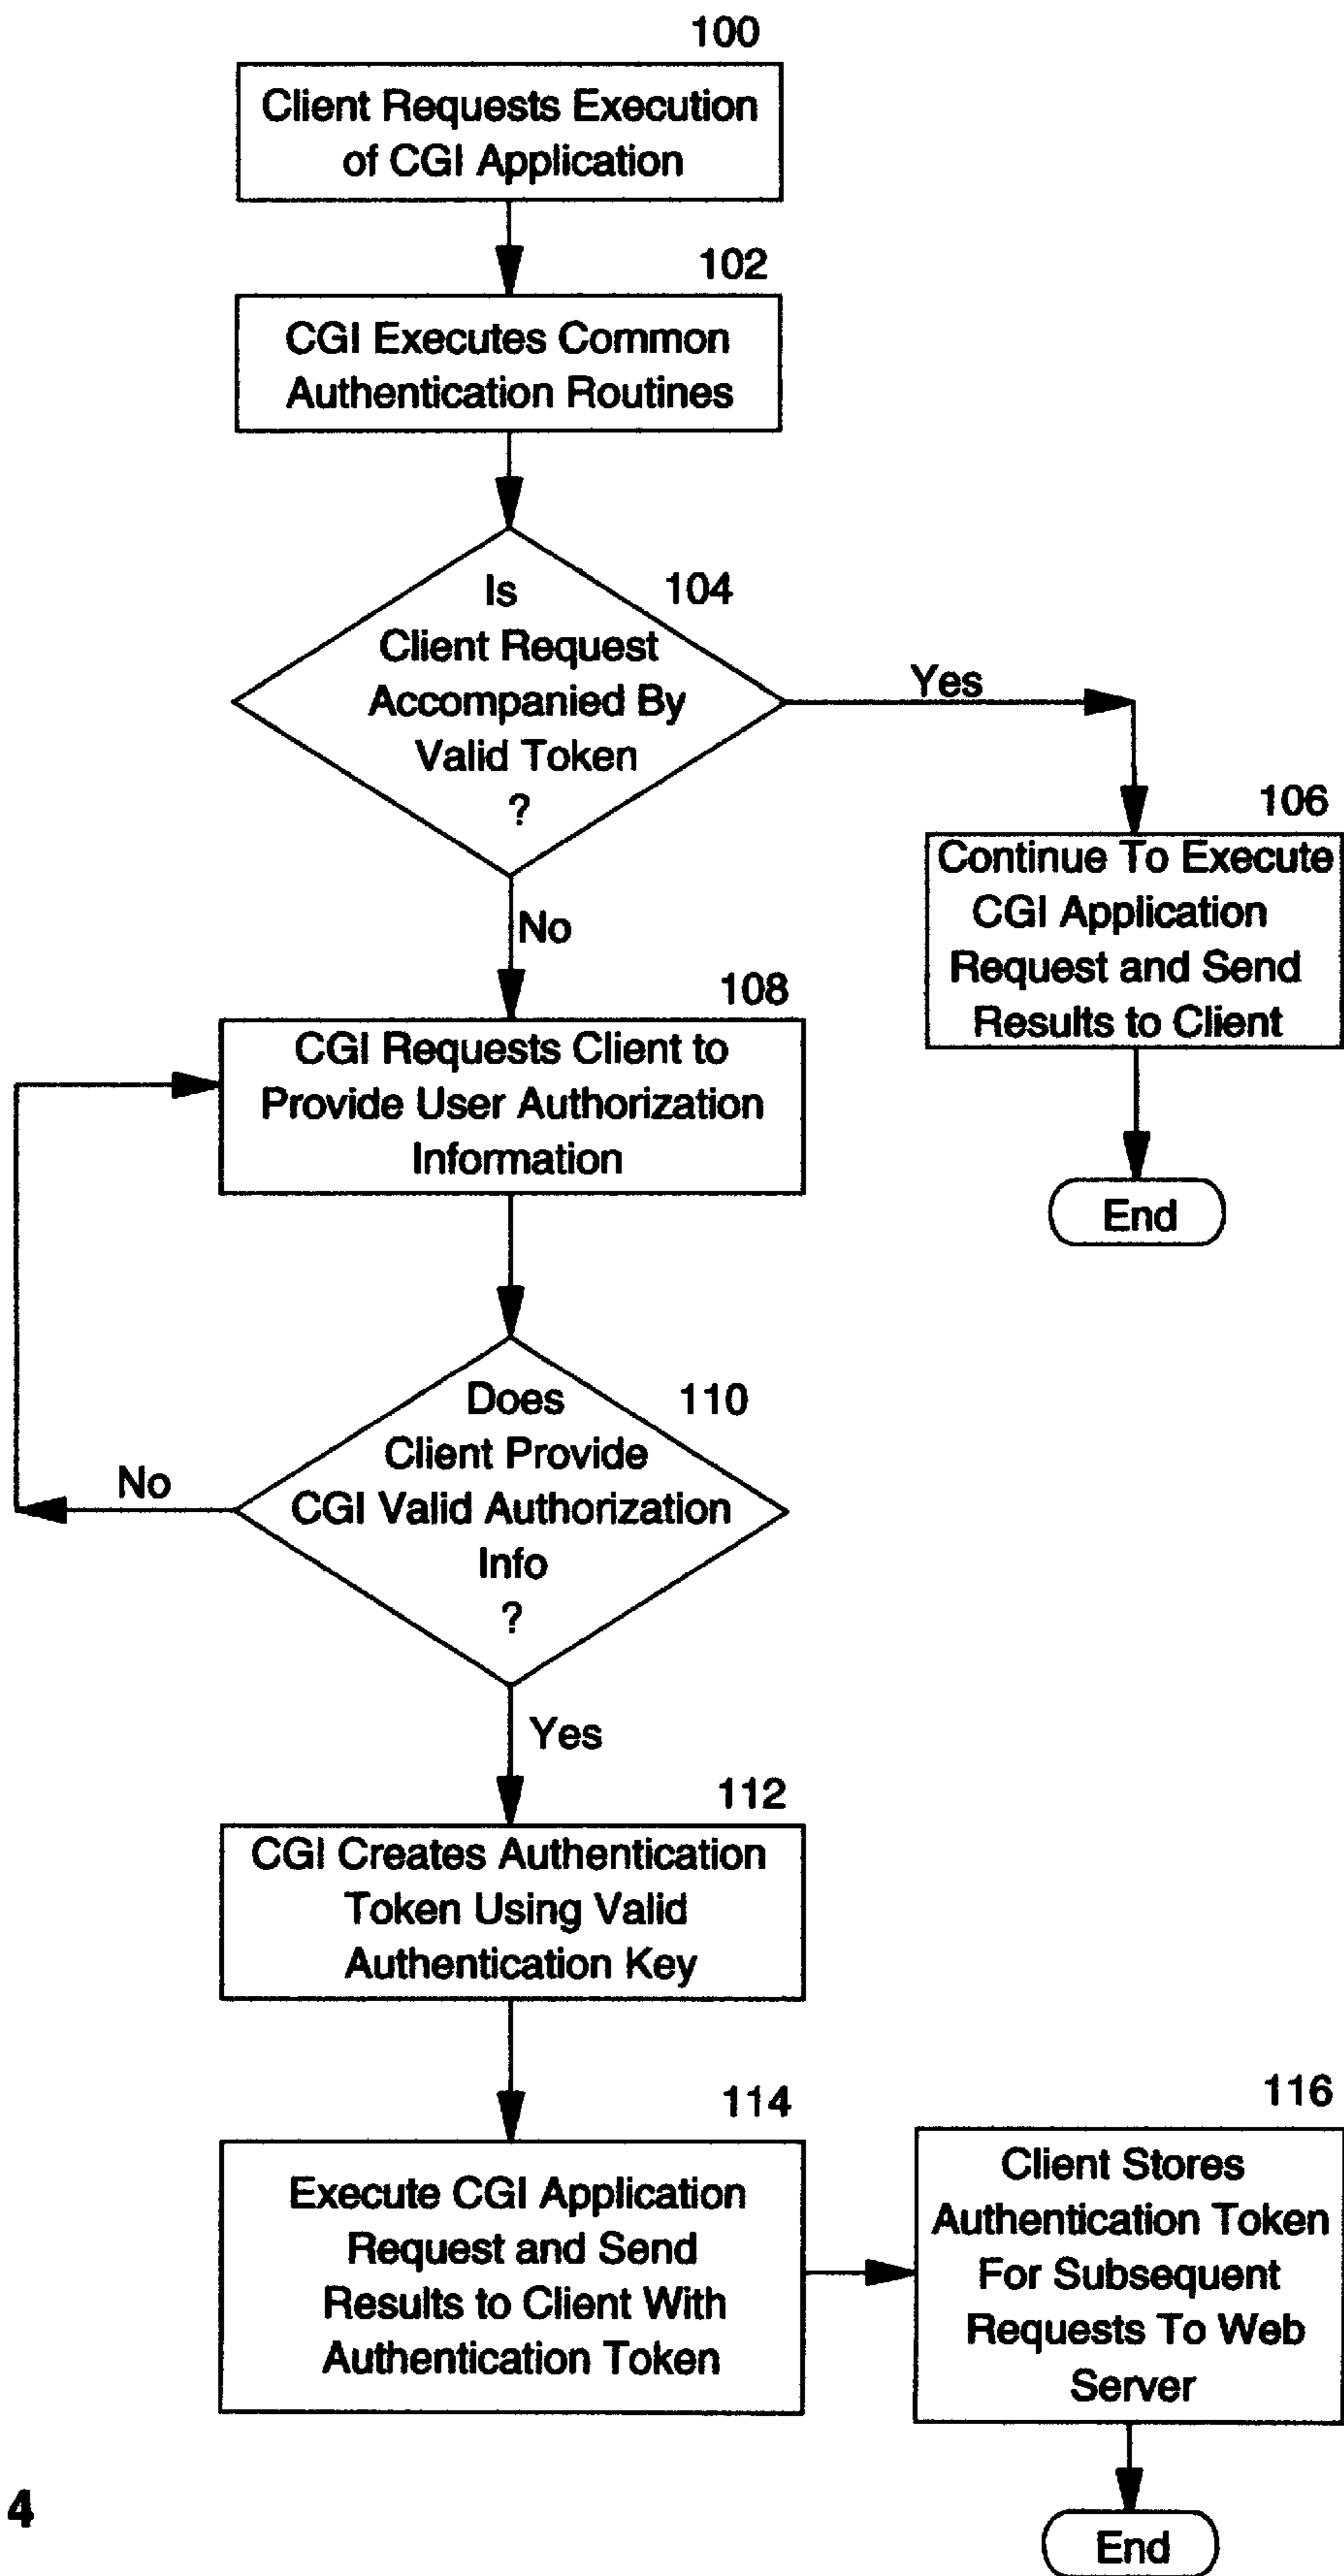 100
Client Requests Execution
of CGI Application
102
CGI Executes Common
Authentication Routines
104
Is
Client Request
Accompanied By
Valid Token
?
Yes
No
106
Continue To Execute
CGI Application
Request and Send
Results to Client
End
108
CGI Requests Client to
Provide User Authorization
Information
110
Does
Client Provide
CGI Valid Authorization
Info
?
No
Yes
112
CGI Creates Authentication
Token Using Valid
Authentication Key
114
Execute CGI Application
Request and Send
Results to Client With
Authentication Token
116
Client Stores
Authentication Token
For Subsequent
Requests To Web
Server
End
4